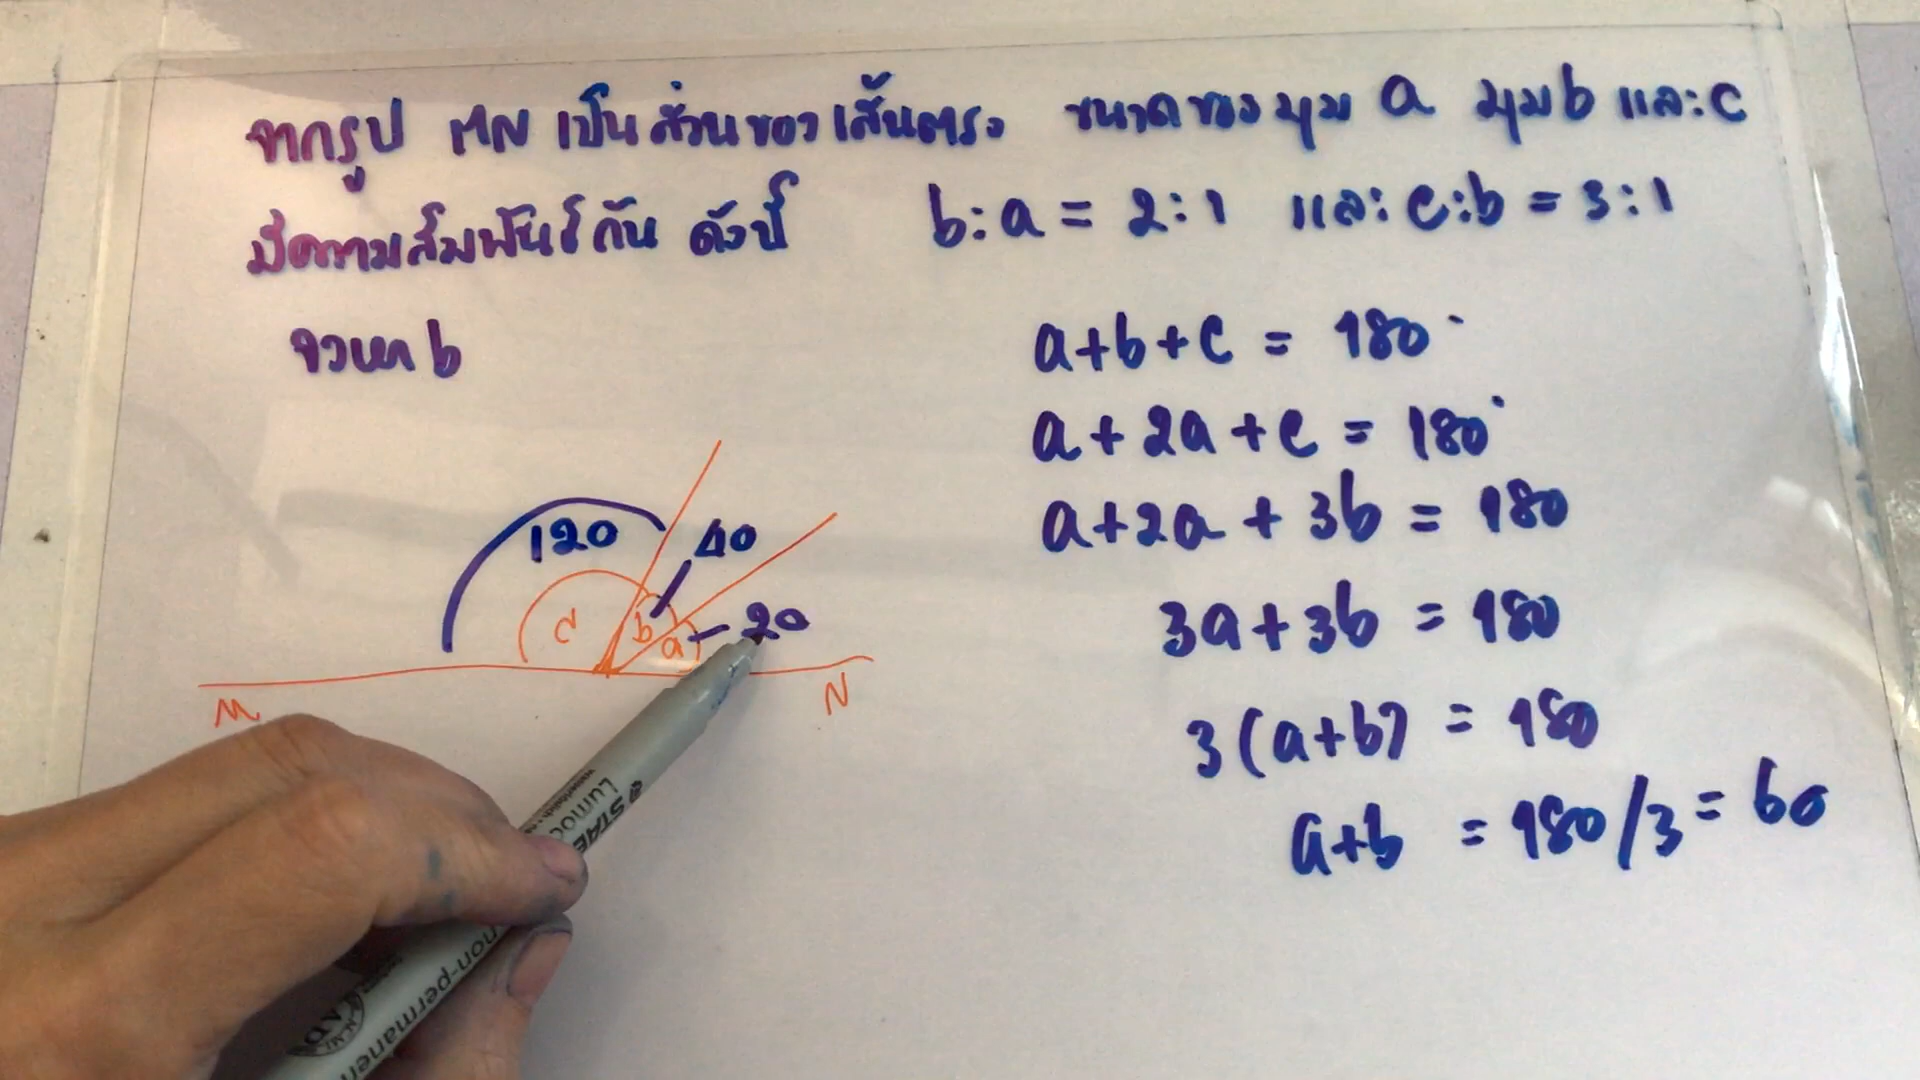 จากรูป MN เป็นส่วนของเส้นตรง ขนาดของมุม a มุม b และ c
มีความสัมพันธ์กัน ดังนี้ b:a = 2:1 และ c:b = 3:1
จงหา b
a+b+c = 180°
a+2a+c = 180°
a+2a+3b = 180
3a+3b = 180
3(a+b) = 180
a+b = 180/3 = 60
120
40
20
c
b
a
M
N
STAE
Lumoc
non-permanen